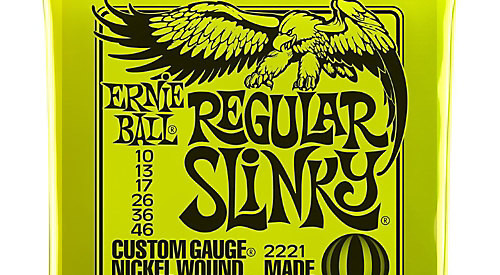 ERNIE
BALL®
REGULAR
SLINKY®
10
13
17
26
36
46
CUSTOM GAUGE®
NICKEL WOUND
2221
MADE